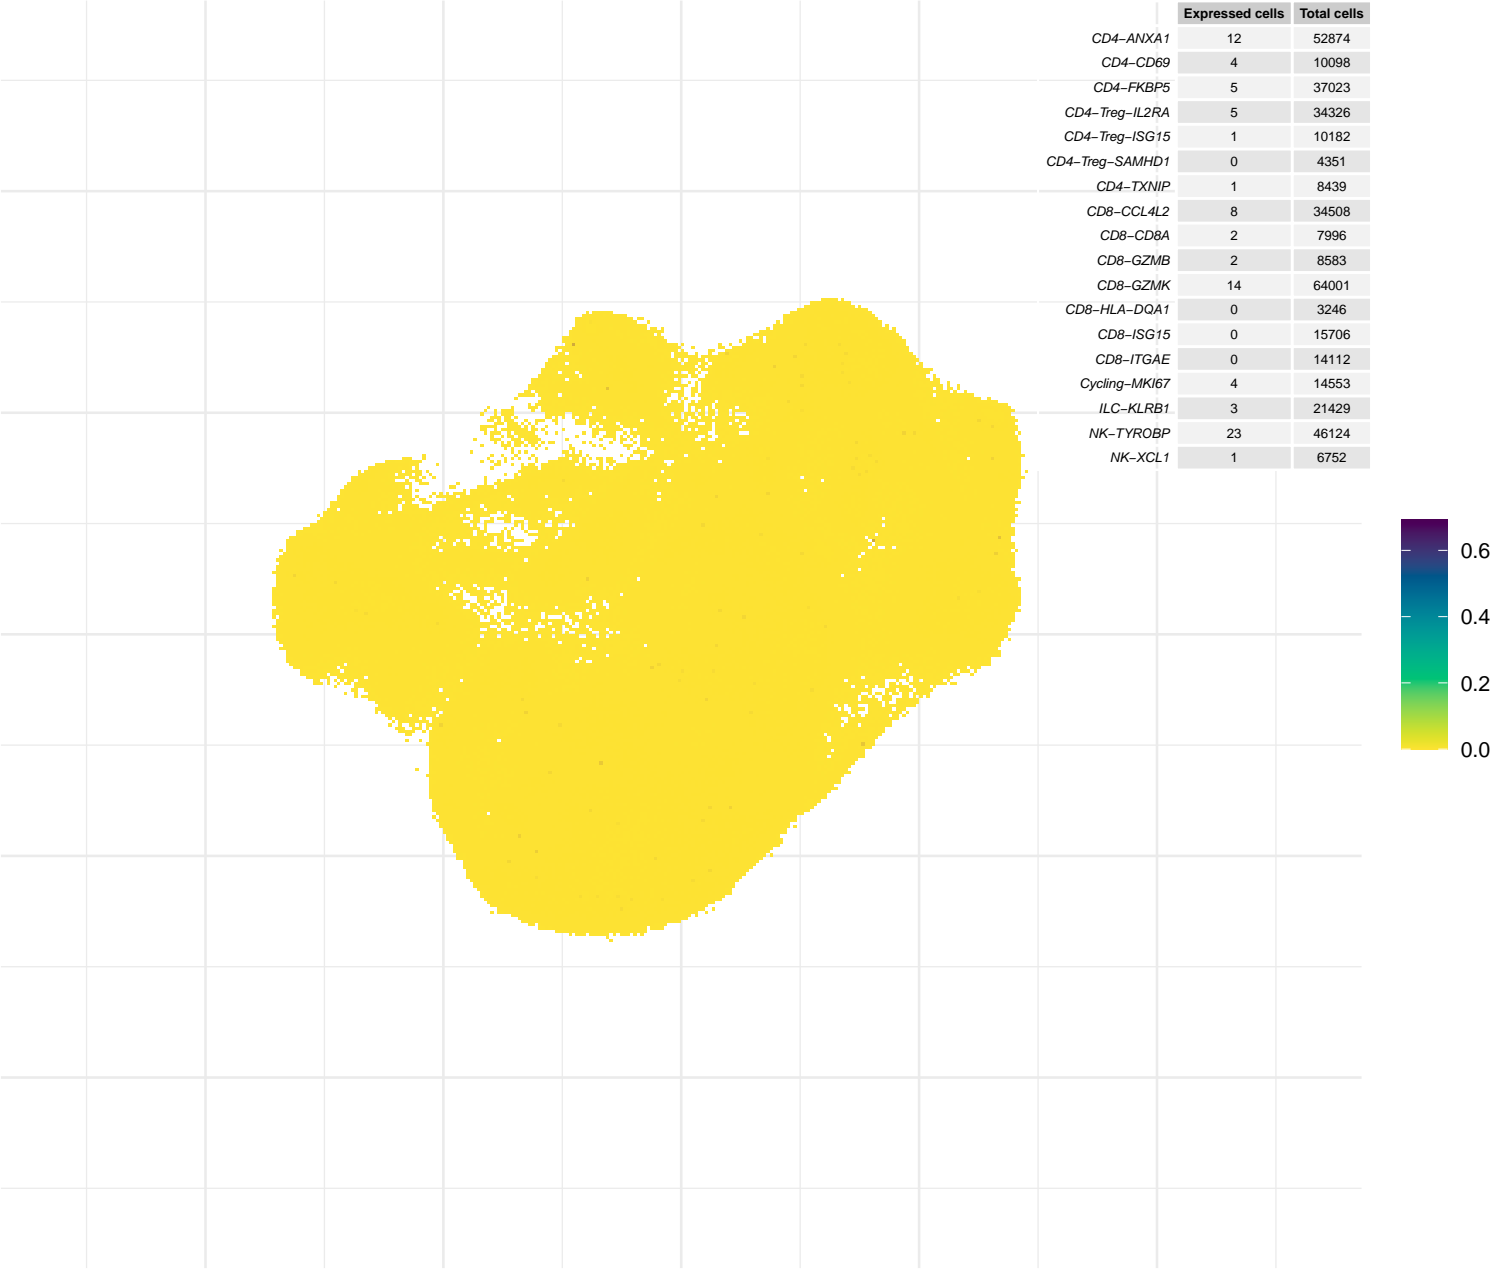 Expressed cells Total cells
CD4−ANXA1 12 52874
CD4−CD69 4 10098
CD4−FKBP5 5 37023
CD4−Treg−IL2RA 5 34326
CD4−Treg−ISG15 1 10182
CD4−Treg−SAMHD1 0 4351
CD4−TXNIP 1 8439
CD8−CCL4L2 8 34508
CD8−CD8A 2 7996
CD8−GZMB 2 8583
CD8−GZMK 14 64001
CD8−HLA−DQA1 0 3246
CD8−ISG15 0 15706
CD8−ITGAE 0 14112
Cycling−MKI67 4 14553
ILC−KLRB1 3 21429
NK−TYROBP 23 46124
NK−XCL1 1 6752
0.6
0.4
0.2
0.0